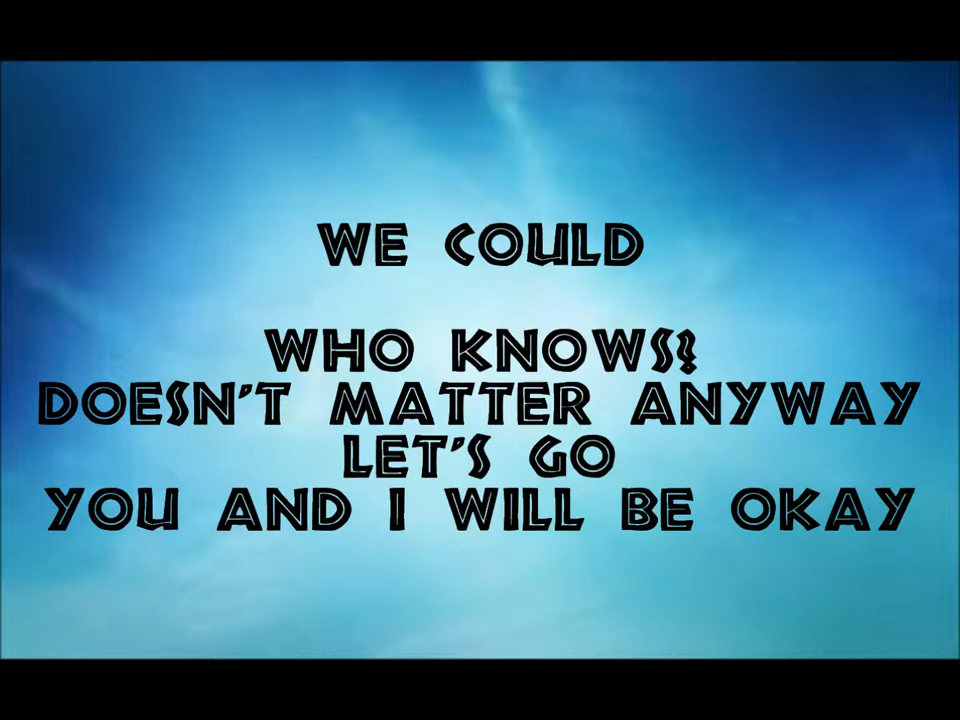 WE COULD
WHO KNOWS?
DOESN'T MATTER ANYWAY
LET'S GO
YOU AND I WILL BE OKAY